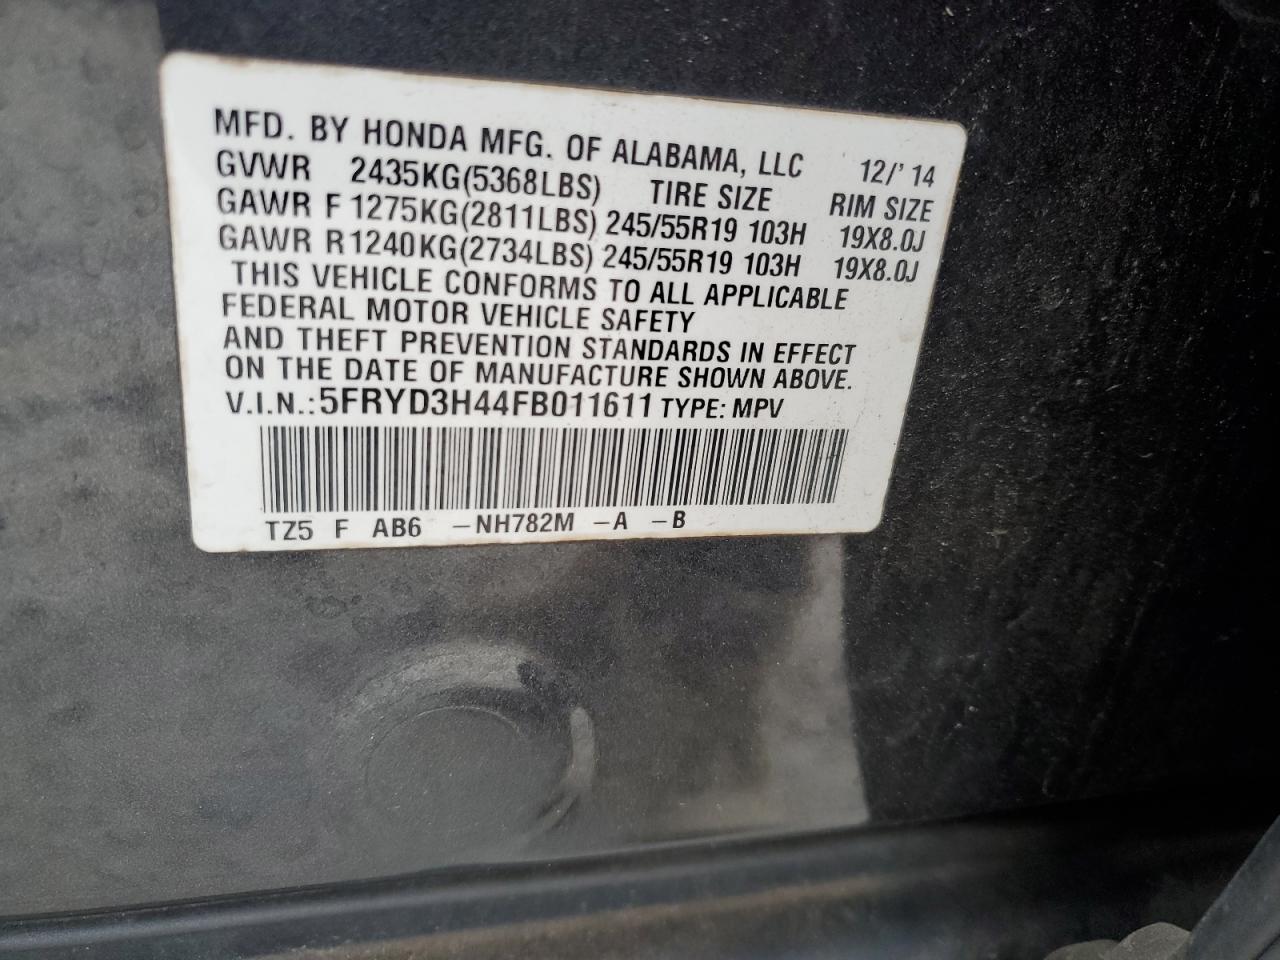 MFD. BY HONDA MFG. OF ALABAMA, LLC 12/'14
GVWR 2435KG(5368LBS) TIRE SIZE RIM SIZE
GAWR F 1275KG(2811LBS) 245/55R19 103H 19X8.0J
GAWR R 1240KG(2734LBS) 245/55R19 103H 19X8.0J
THIS VEHICLE CONFORMS TO ALL APPLICABLE
FEDERAL MOTOR VEHICLE SAFETY
AND THEFT PREVENTION STANDARDS IN EFFECT
ON THE DATE OF MANUFACTURE SHOWN ABOVE.
V.I.N.: 5FRYD3H44FB011611 TYPE: MPV
TZ5 F AB6 -NH782M -A -B